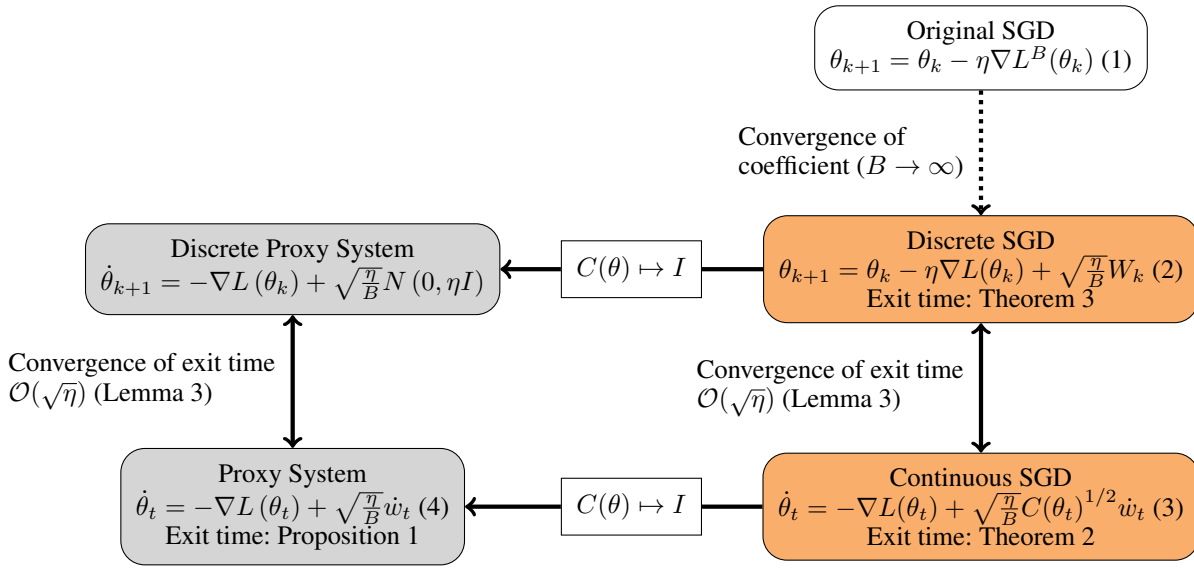 Original SGD
θ_{k+1} = θ_k − η∇L^B(θ_k) (1)
Convergence of
coefficient (B → ∞)
Discrete Proxy System
θ̇_{k+1} = −∇L (θ_k) + √(η/B) N (0, ηI)
C(θ) ↦ I
Discrete SGD
θ_{k+1} = θ_k − η∇L(θ_k) + √(η/B) W_k (2)
Exit time: Theorem 3
Convergence of exit time
𝒪(√η) (Lemma 3)
Convergence of exit time
𝒪(√η) (Lemma 3)
Proxy System
θ̇_t = −∇L (θ_t) + √(η/B) ẇ_t (4)
Exit time: Proposition 1
C(θ) ↦ I
Continuous SGD
θ̇_t = −∇L(θ_t) + √(η/B) C(θ_t)^{1/2} ẇ_t (3)
Exit time: Theorem 2